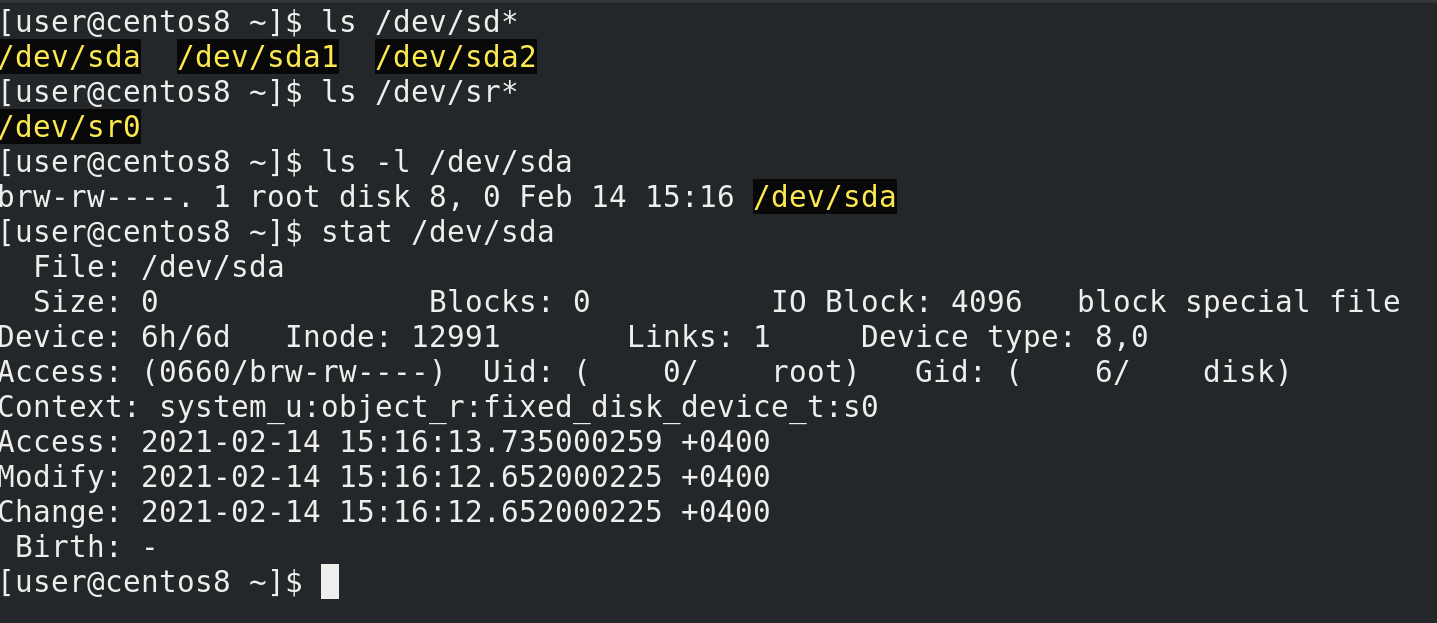 [user@centos8 ~]$ ls /dev/sd*
/dev/sda  /dev/sda1  /dev/sda2
[user@centos8 ~]$ ls /dev/sr*
/dev/sr0
[user@centos8 ~]$ ls -l /dev/sda
brw-rw----. 1 root disk 8, 0 Feb 14 15:16 /dev/sda
[user@centos8 ~]$ stat /dev/sda
  File: /dev/sda
  Size: 0               Blocks: 0          IO Block: 4096   block special file
Device: 6h/6d   Inode: 12991       Links: 1     Device type: 8,0
Access: (0660/brw-rw----)  Uid: (    0/    root)   Gid: (    6/    disk)
Context: system_u:object_r:fixed_disk_device_t:s0
Access: 2021-02-14 15:16:13.735000259 +0400
Modify: 2021-02-14 15:16:12.652000225 +0400
Change: 2021-02-14 15:16:12.652000225 +0400
 Birth: -
[user@centos8 ~]$